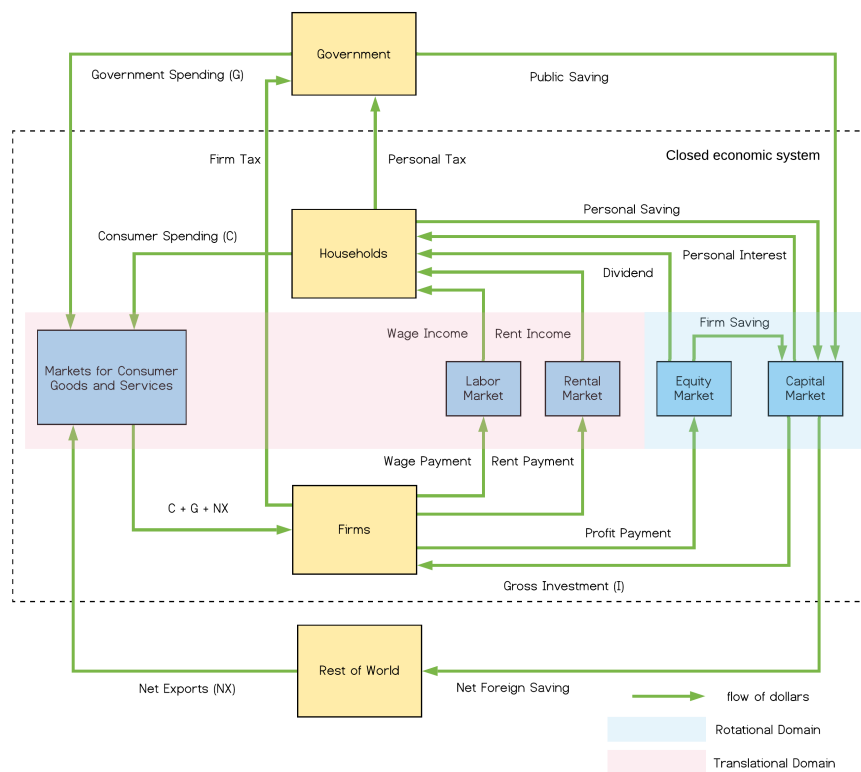 Government
Government Spending (G)
Public Saving
Firm Tax
Personal Tax
Closed economic system
Personal Saving
Consumer Spending (C)
Households
Personal Interest
Dividend
Firm Saving
Wage Income
Rent Income
Markets for Consumer
Goods and Services
Labor
Market
Rental
Market
Equity
Market
Capital
Market
Wage Payment
Rent Payment
C + G + NX
Firms
Profit Payment
Gross Investment (I)
Rest of World
Net Exports (NX)
Net Foreign Saving
flow of dollars
Rotational Domain
Translational Domain